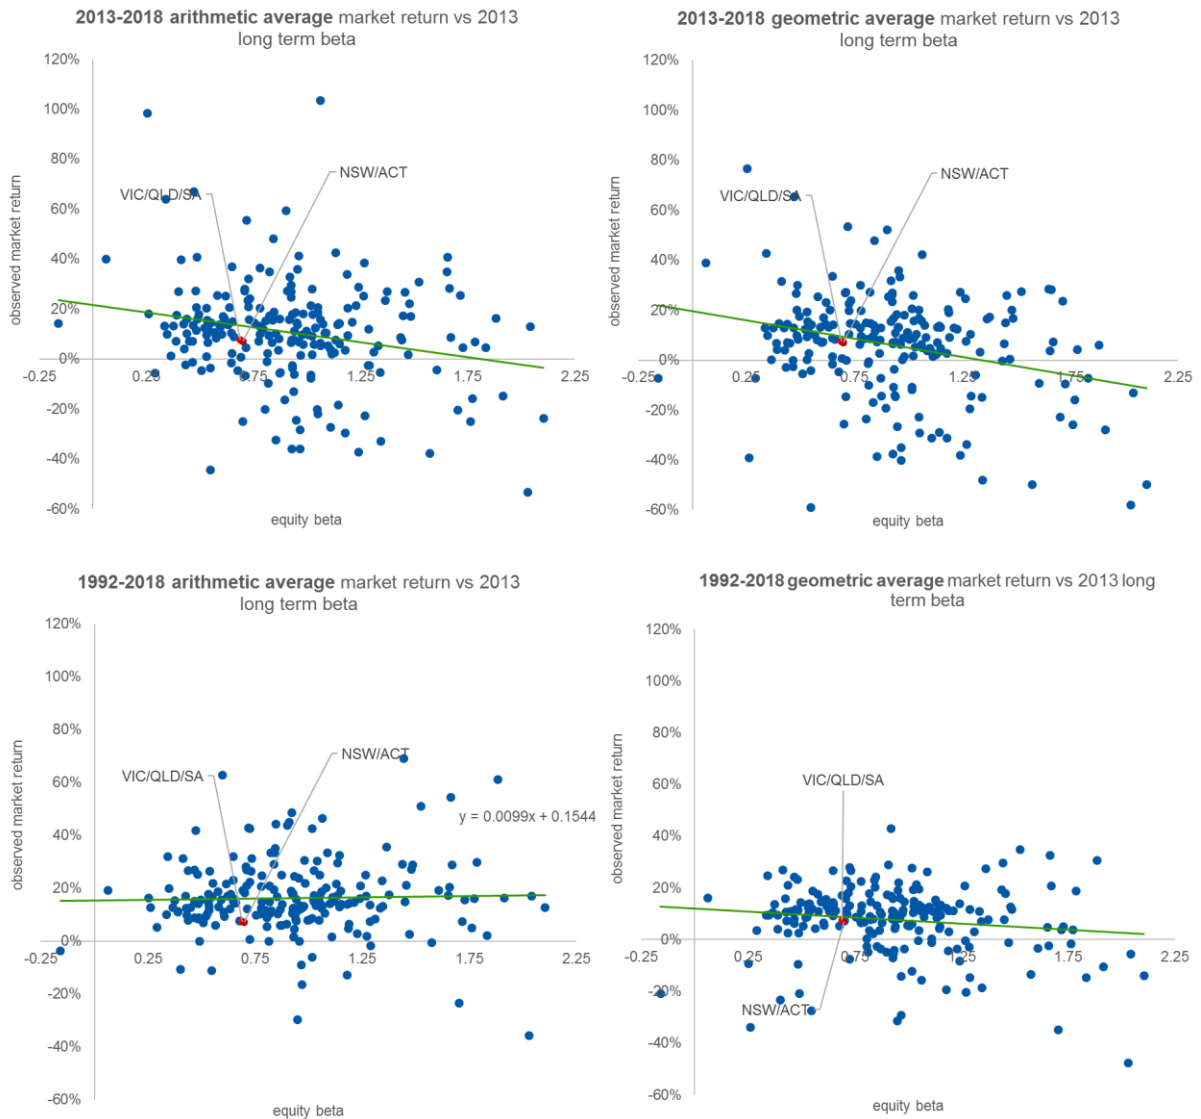 2013-2018 arithmetic average market return vs 2013
long term beta
120%
100%
80%
60%
40%
20%
0%
-20%
-40%
-60%
-0.25
0.25
0.75
1.25
1.75
2.25
observed market return
equity beta
VIC/QLD/SA
NSW/ACT
2013-2018 geometric average market return vs 2013
long term beta
120%
100%
80%
60%
40%
20%
0%
-20%
-40%
-60%
-0.25
0.25
0.75
1.25
1.75
2.25
observed market return
equity beta
VIC/QLD/SA
NSW/ACT
1992-2018 arithmetic average market return vs 2013
long term beta
120%
100%
80%
60%
40%
20%
0%
-20%
-40%
-60%
-0.25
0.25
0.75
1.25
1.75
2.25
observed market return
equity beta
VIC/QLD/SA
NSW/ACT
y = 0.0099x + 0.1544
1992-2018 geometric average market return vs 2013 long
term beta
120%
100%
80%
60%
40%
20%
0%
-20%
-40%
-60%
-0.25
0.25
0.75
1.25
1.75
2.25
observed market return
equity beta
VIC/QLD/SA
NSW/ACT